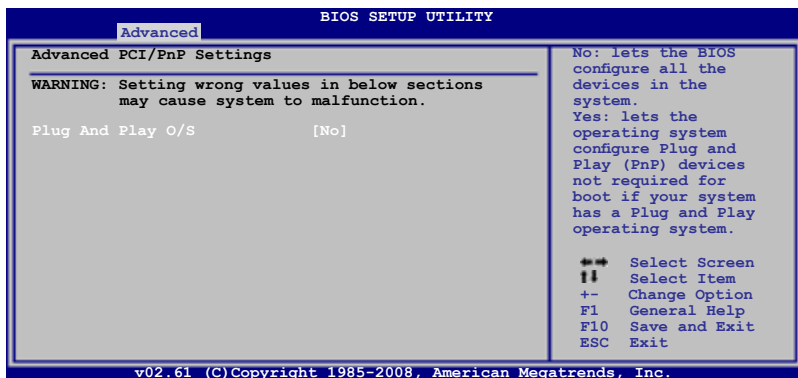 BIOS SETUP UTILITY
Advanced
Advanced PCI/PnP Settings
WARNING: Setting wrong values in below sections
may cause system to malfunction.
Plug And Play O/S [No]
No: lets the BIOS
configure all the
devices in the
system.
Yes: lets the
operating system
configure Plug and
Play (PnP) devices
not required for
boot if your system
has a Plug and Play
operating system.
←→ Select Screen
↑↓ Select Item
+- Change Option
F1 General Help
F10 Save and Exit
ESC Exit
v02.61 (C)Copyright 1985-2008, American Megatrends, Inc.